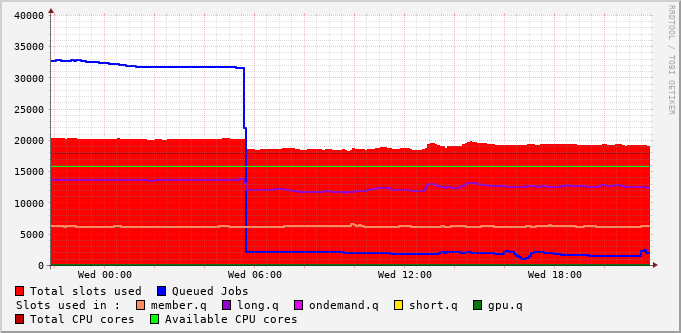 40000
35000
30000
25000
20000
15000
10000
5000
0
Wed 00:00 Wed 06:00 Wed 12:00 Wed 18:00
RRDTOOL / TOBI OETIKER
Total slots used Queued Jobs
Slots used in : member.q long.q ondemand.q short.q gpu.q
Total CPU cores Available CPU cores